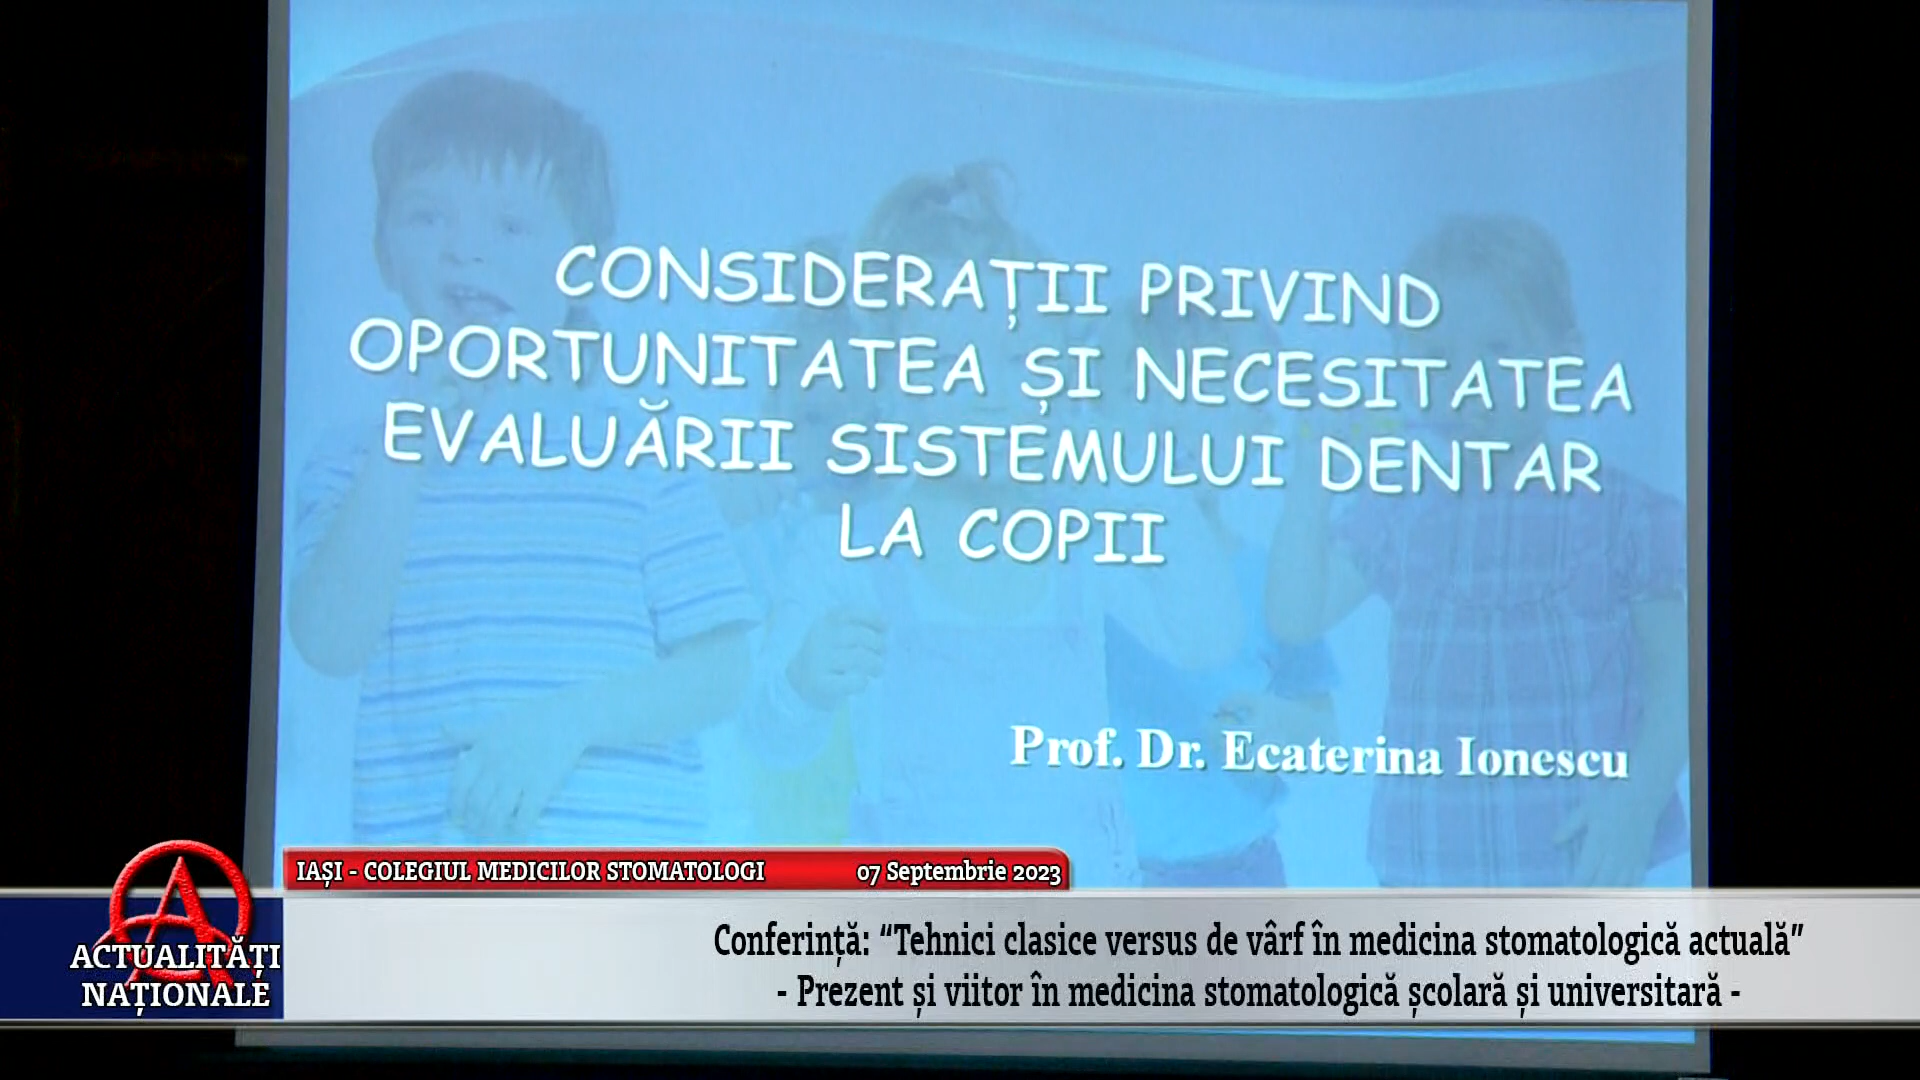 CONSIDERAȚII PRIVIND
OPORTUNITATEA ȘI NECESITATEA
EVALUĂRII SISTEMULUI DENTAR
LA COPII
Prof. Dr. Ecaterina Ionescu
IAȘI - COLEGIUL MEDICILOR STOMATOLOGI 07 Septembrie 2023
ACTUALITĂȚI
NAȚIONALE
Conferință: “Tehnici clasice versus de vârf în medicina stomatologică actuală”
- Prezent și viitor în medicina stomatologică școlară și universitară -